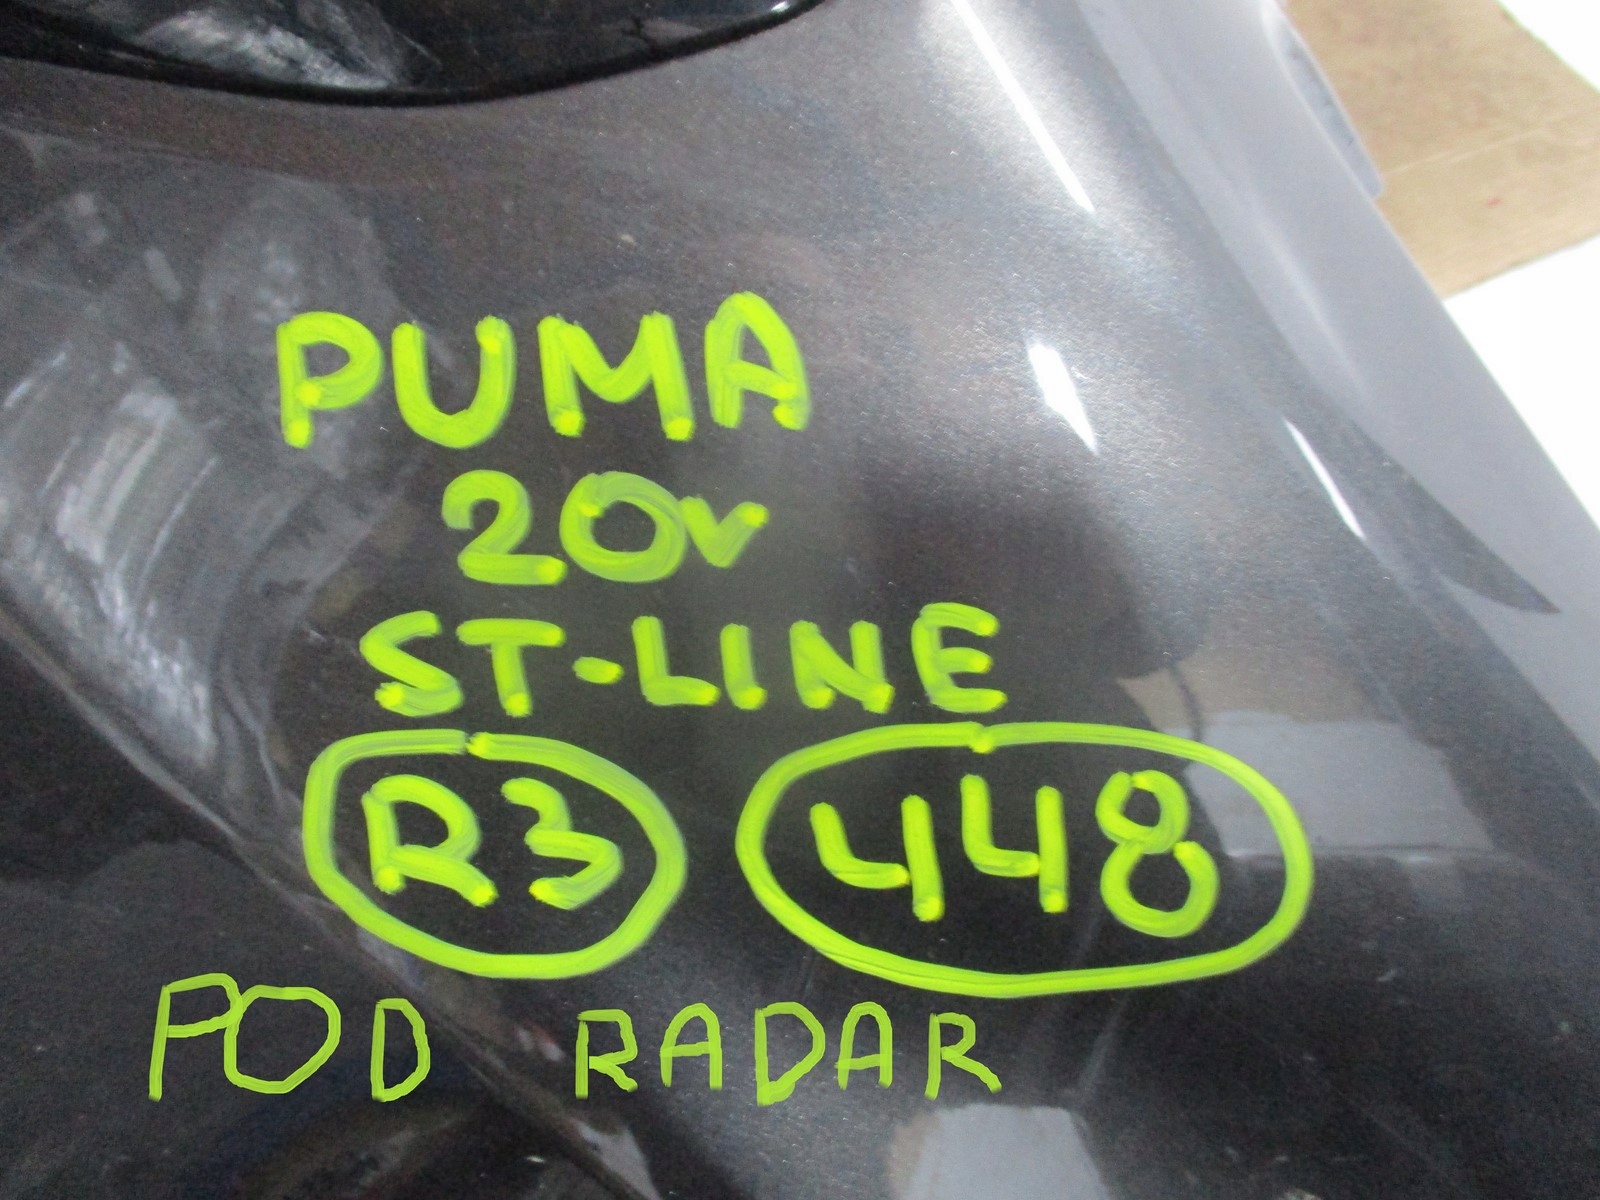 PUMA
20v
ST-LINE
R3 448
POD RADAR